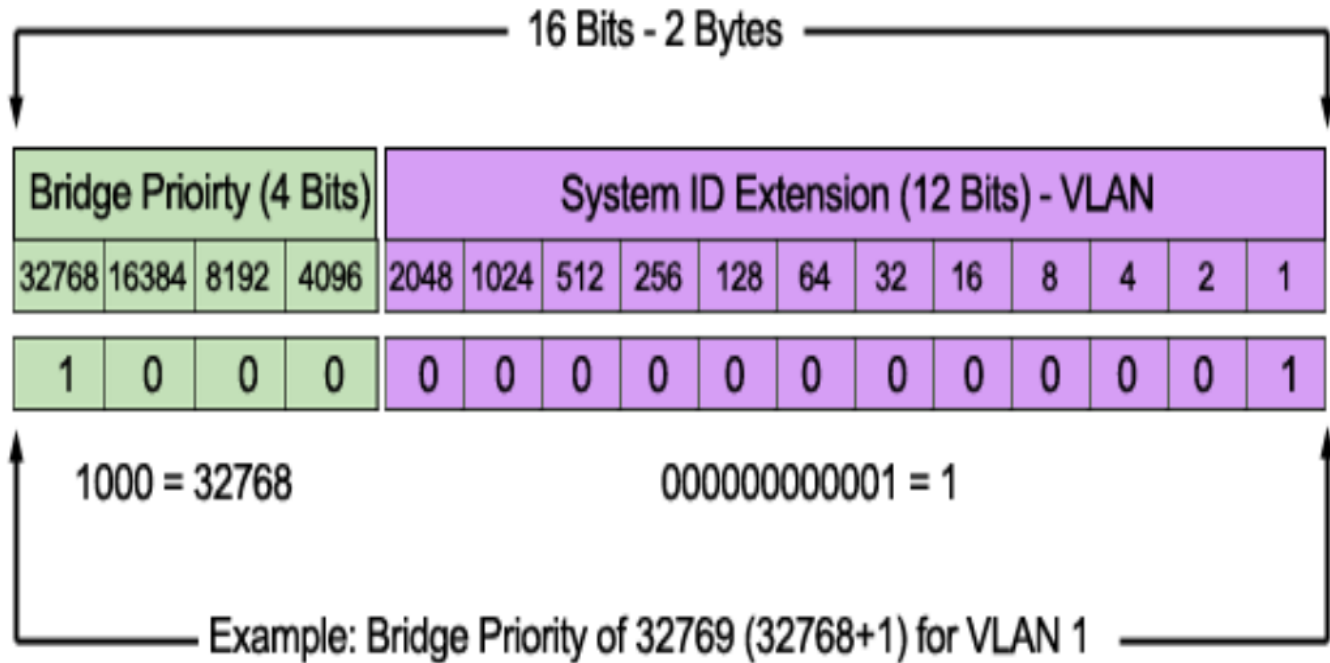 16 Bits - 2 Bytes
Bridge Prioirty (4 Bits) System ID Extension (12 Bits) - VLAN
32768 16384 8192 4096 2048 1024 512 256 128 64 32 16 8 4 2 1
1 0 0 0 0 0 0 0 0 0 0 0 0 0 0 1
1000 = 32768 000000000001 = 1
Example: Bridge Priority of 32769 (32768+1) for VLAN 1